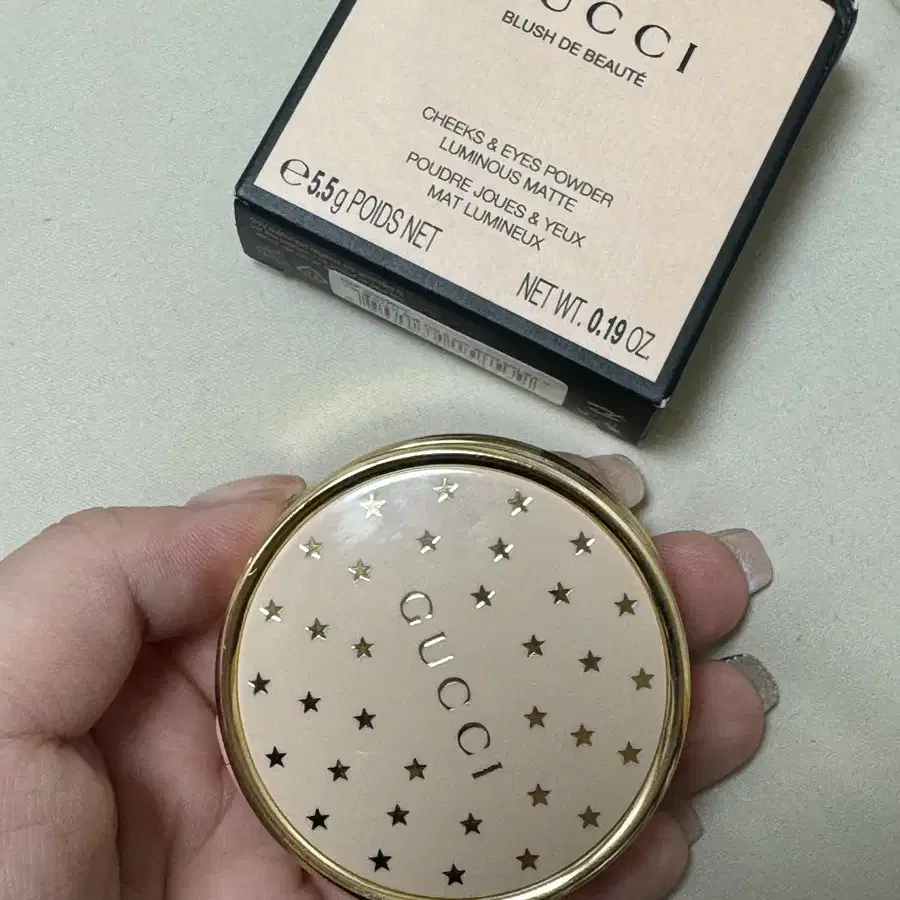 UCCI
BLUSH DE BEAUTÉ
CHEEKS & EYES POWDER
LUMINOUS MATTE
POUDRE JOUES & YEUX
MAT LUMINEUX
e 5.5 g POIDS NET
NET WT. 0.19 OZ
GUCCI